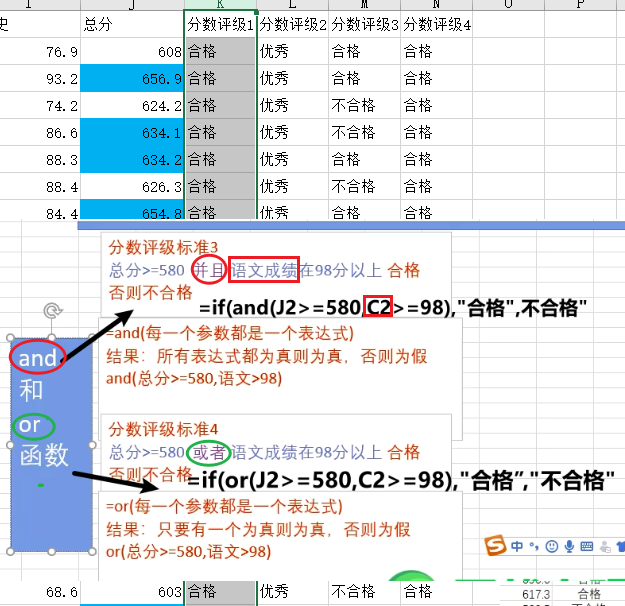 I J K L M N O P
史 总分 分数评级1 分数评级2 分数评级3 分数评级4
76.9 608 合格 优秀 合格 合格
93.2 656.9 合格 优秀 合格 合格
74.2 624.2 合格 优秀 不合格 合格
86.6 634.1 合格 优秀 不合格 合格
88.3 634.2 合格 优秀 合格 合格
88.4 626.3 合格 优秀 不合格 合格
84.4 654.8 合格 优秀 合格 合格
分数评级标准3
总分>=580 并且 语文成绩在98分以上 合格
否则不合格
=if(and(J2>=580,C2>=98),"合格",不合格"
=and(每一个参数都是一个表达式)
结果：所有表达式都为真则为真，否则为假
and(总分>=580,语文>98)
and
和
or
函数
分数评级标准4
总分>=580 或者 语文成绩在98分以上 合格
否则不合格
=if(or(J2>=580,C2>=98),"合格”,"不合格"
=or(每一个参数都是一个表达式)
结果：只要有一个为真则为真，否则为假
or(总分>=580,语文>98)
中
68.6 603 合格 优秀 不合格 合格
617.3 合格